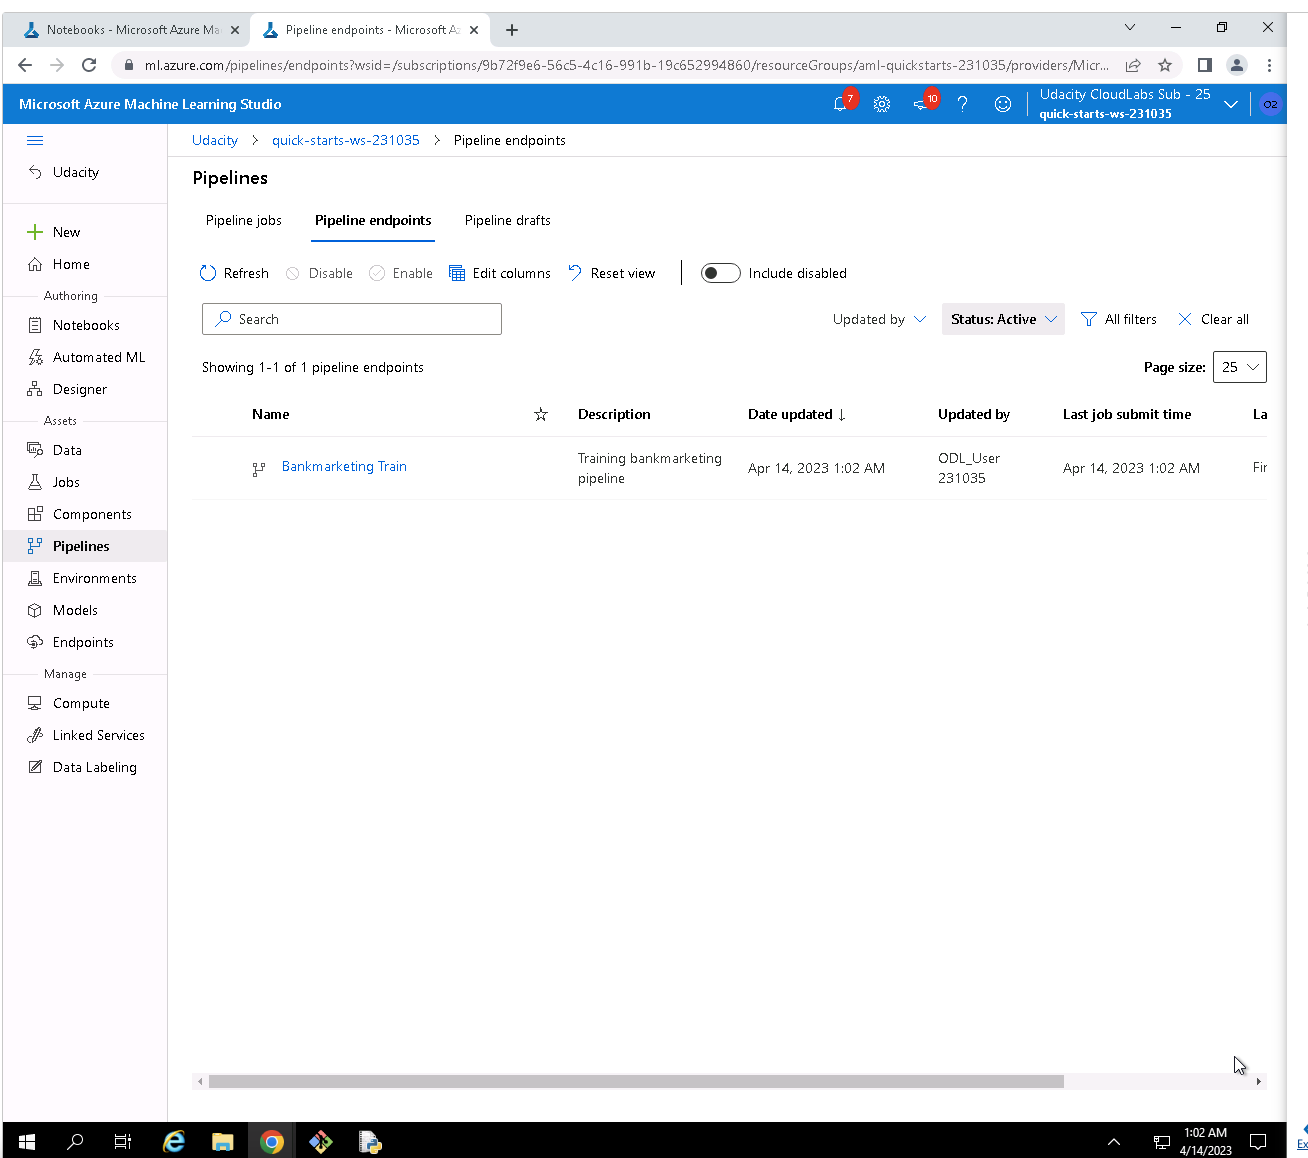 Notebooks - Microsoft Azure Ma
Pipeline endpoints - Microsoft A
ml.azure.com/pipelines/endpoints?wsid=/subscriptions/9b72f9e6-56c5-4c16-991b-19c652994860/resourceGroups/aml-quickstarts-231035/providers/Micr...
Microsoft Azure Machine Learning Studio
7
10
Udacity CloudLabs Sub - 25
quick-starts-ws-231035
O2
Udacity > quick-starts-ws-231035 > Pipeline endpoints
Udacity
New
Home
Authoring
Notebooks
Automated ML
Designer
Assets
Data
Jobs
Components
Pipelines
Environments
Models
Endpoints
Manage
Compute
Linked Services
Data Labeling
Pipelines
Pipeline jobs Pipeline endpoints Pipeline drafts
Refresh Disable Enable Edit columns Reset view Include disabled
Search
Updated by Status: Active All filters Clear all
Showing 1-1 of 1 pipeline endpoints
Page size: 25
Name Description Date updated ↓ Updated by Last job submit time La
Bankmarketing Train
Training bankmarketing
pipeline
Apr 14, 2023 1:02 AM
ODL_User
231035
Apr 14, 2023 1:02 AM
Fir
1:02 AM
4/14/2023
Ex